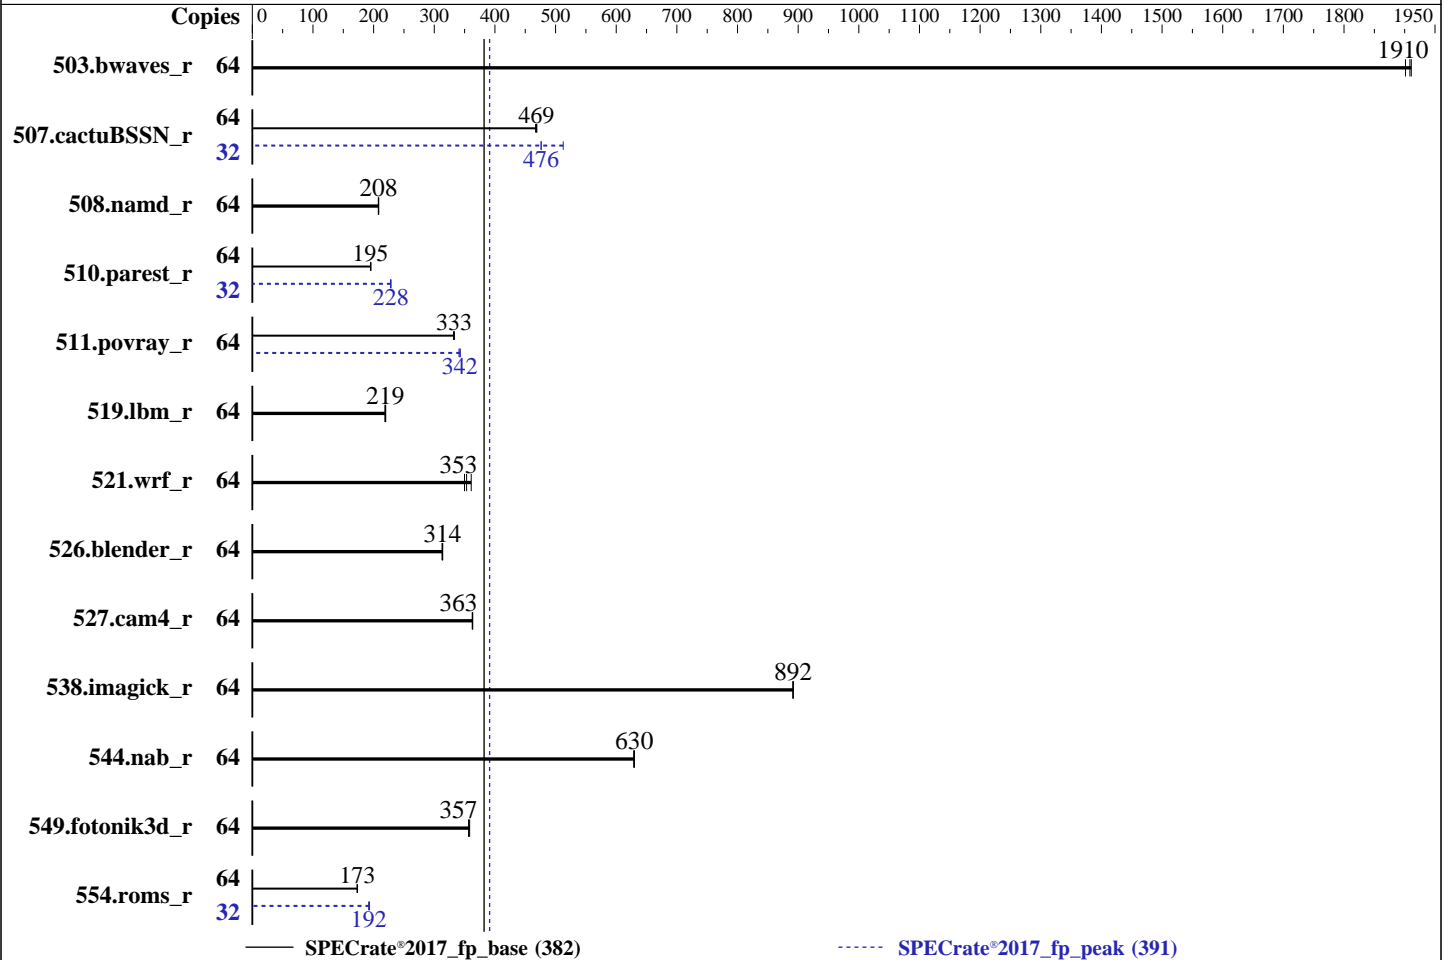 Copies 0 100 200 300 400 500 600 700 800 900 1000 1100 1200 1300 1400 1500 1600 1700 1800 1950
503.bwaves_r 64 1910
507.cactuBSSN_r 64 469
32 476
508.namd_r 64 208
510.parest_r 64 195
32 228
511.povray_r 64 333
342
519.lbm_r 64 219
521.wrf_r 64 353
526.blender_r 64 314
527.cam4_r 64 363
538.imagick_r 64 892
544.nab_r 64 630
549.fotonik3d_r 64 357
554.roms_r 64 173
32 192
SPECrate®2017_fp_base (382) SPECrate®2017_fp_peak (391)